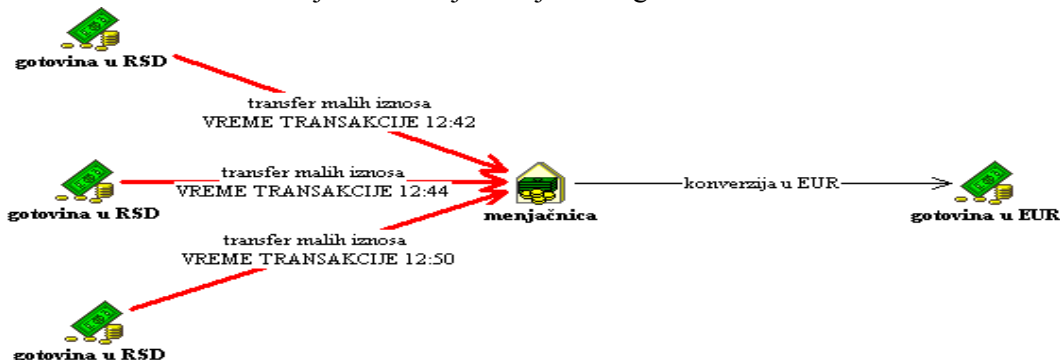 gotovina u RSD
transfer malih iznosa
VREME TRANSAKCIJE 12:42
transfer malih iznosa
VREME TRANSAKCIJE 12:44
gotovina u RSD
menjačnica
konverzija u EUR
gotovina u EUR
transfer malih iznosa
VREME TRANSAKCIJE 12:50
gotovina u RSD